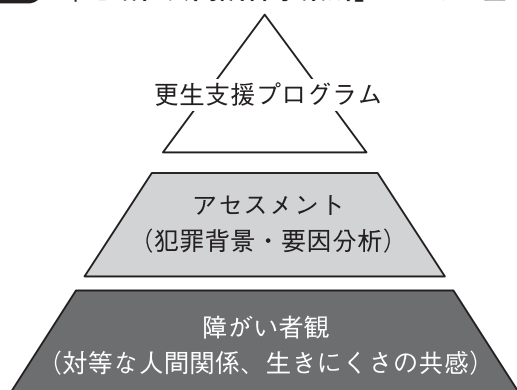 更生支援プログラム
アセスメント
（犯罪背景・要因分析）
障がい者観
（対等な人間関係、生きにくさの共感）